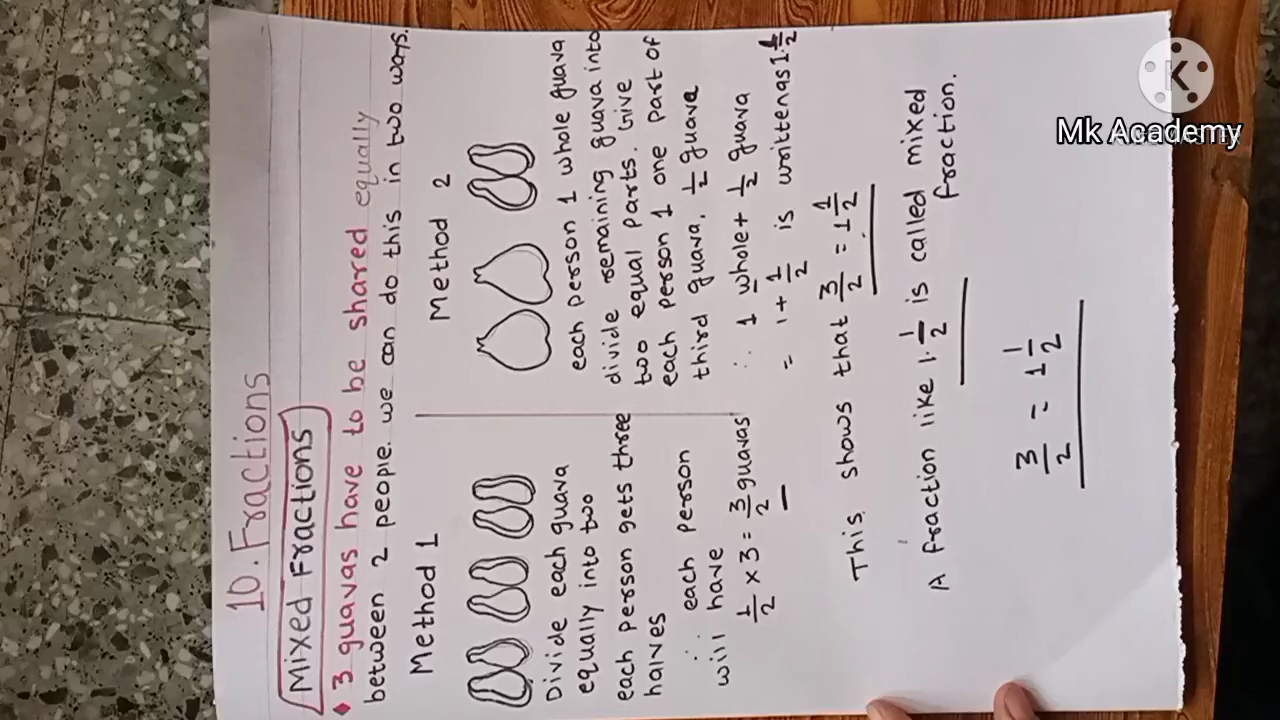 10. Fractions
Mixed Fractions
♦ 3 guavas have to be shared equally
between 2 people. we can do this in two ways.
Method 1
Divide each guava
equally into two
each person gets three
halves
∴ each person
will have
1/2 x 3 = 3/2 guavas
Method 2
each person 1 whole guava
divide remaining guava into
two equal parts. Give
each person 1 one part of
third guava, 1/2 guava
∴ 1 whole + 1/2 guava
= 1 + 1/2 is written as 1.1/2
This shows that 3/2 = 1 1/2
A fraction like 1.1/2 is called mixed
fraction.
3/2 = 1 1/2
K
Mk Academy